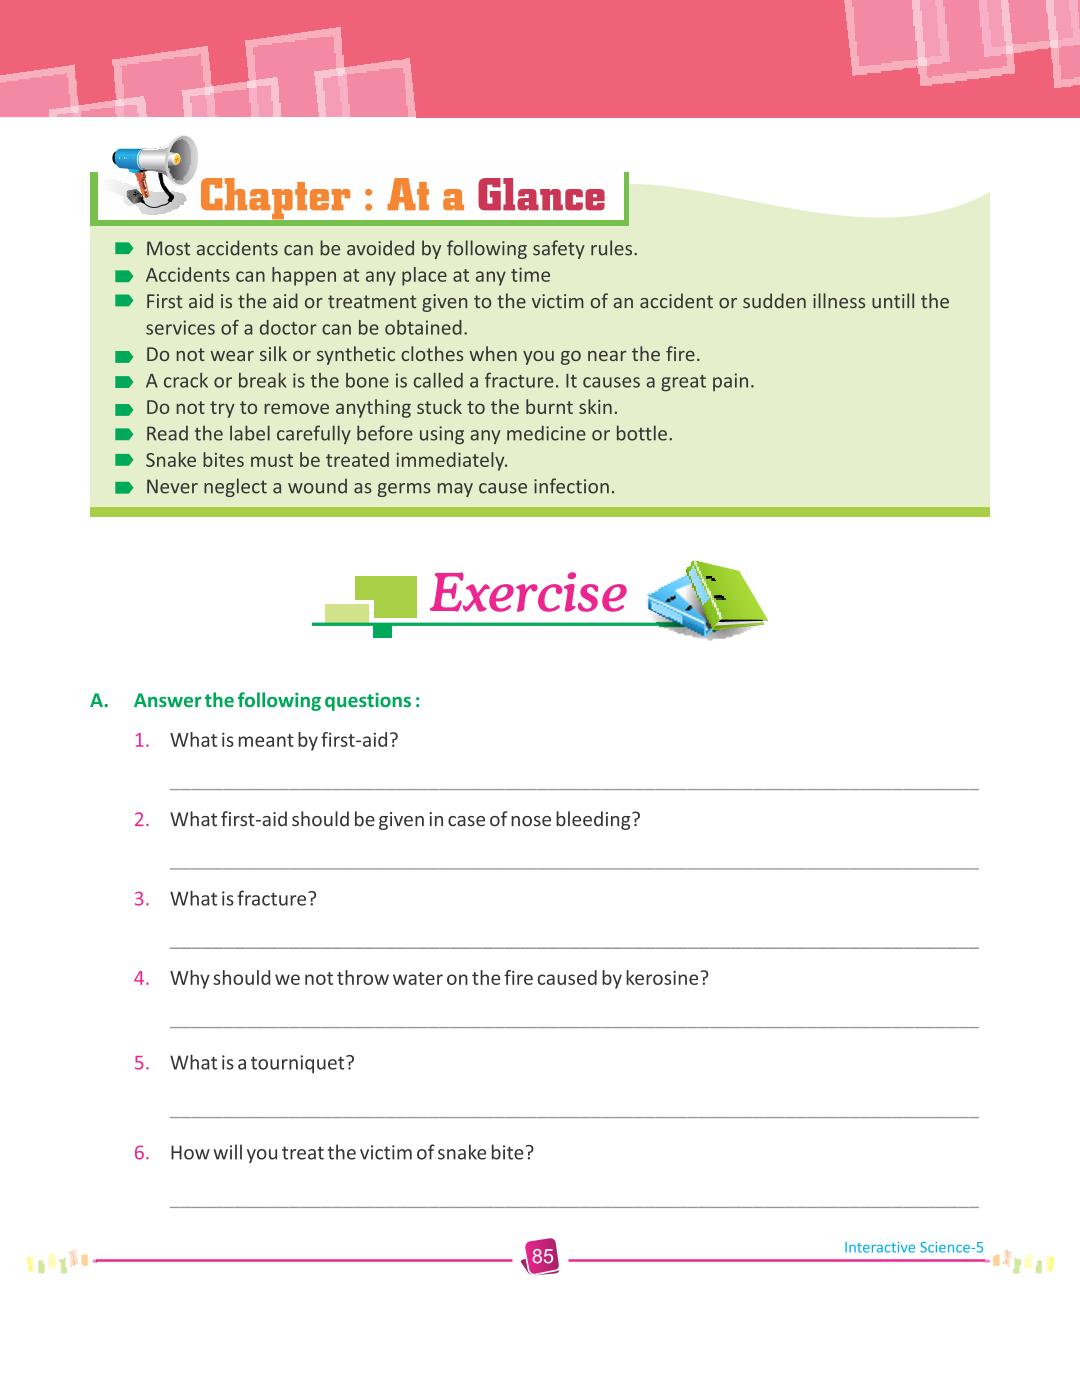 Chapter : At a Glance
Most accidents can be avoided by following safety rules.
Accidents can happen at any place at any time
First aid is the aid or treatment given to the victim of an accident or sudden illness untill the
services of a doctor can be obtained.
Do not wear silk or synthetic clothes when you go near the fire.
A crack or break is the bone is called a fracture. It causes a great pain.
Do not try to remove anything stuck to the burnt skin.
Read the label carefully before using any medicine or bottle.
Snake bites must be treated immediately.
Never neglect a wound as germs may cause infection.
Exercise
A. Answer the following questions :
1. What is meant by first-aid?
2. What first-aid should be given in case of nose bleeding?
3. What is fracture?
4. Why should we not throw water on the fire caused by kerosine?
5. What is a tourniquet?
6. How will you treat the victim of snake bite?
85
Interactive Science-5